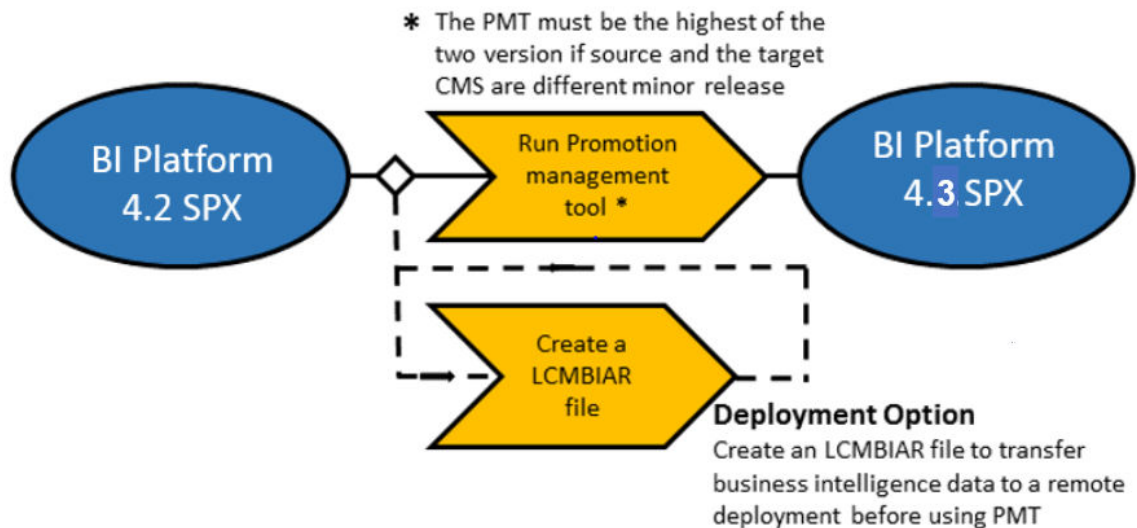 * The PMT must be the highest of the
two version if source and the target
CMS are different minor release
BI Platform
4.2 SPX
Run Promotion
management
tool *
BI Platform
4.3 SPX
Create a
LCMBIAR
file
Deployment Option
Create an LCMBIAR file to transfer
business intelligence data to a remote
deployment before using PMT